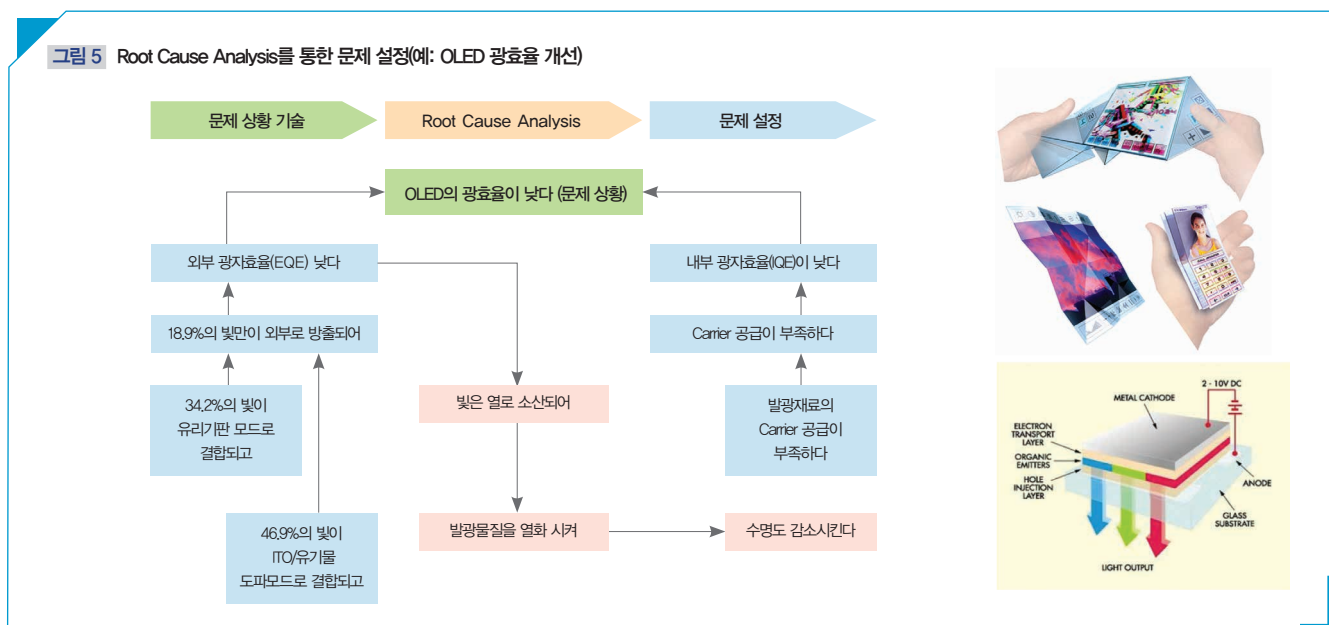 그림 5 Root Cause Analysis를 통한 문제 설정(예: OLED 광효율 개선)
문제 상황 기술
Root Cause Analysis
문제 설정
OLED의 광효율이 낮다 (문제 상황)
외부 광자효율(EQE) 낮다
내부 광자효율(IQE)이 낮다
18.9%의 빛만이 외부로 방출되어
Carrier 공급이 부족하다
34.2%의 빛이
유리기판 모드로
결합되고
빛은 열로 소산되어
발광재료의
Carrier 공급이
부족하다
46.9%의 빛이
ITO/유기물
도파모드로 결합되고
발광물질을 열화 시켜
수명도 감소시킨다
2 - 10V DC
METAL CATHODE
ELECTRON
TRANSPORT
LAYER
ORGANIC
EMITTERS
HOLE
INJECTION
LAYER
ANODE
GLASS
SUBSTRATE
LIGHT OUTPUT